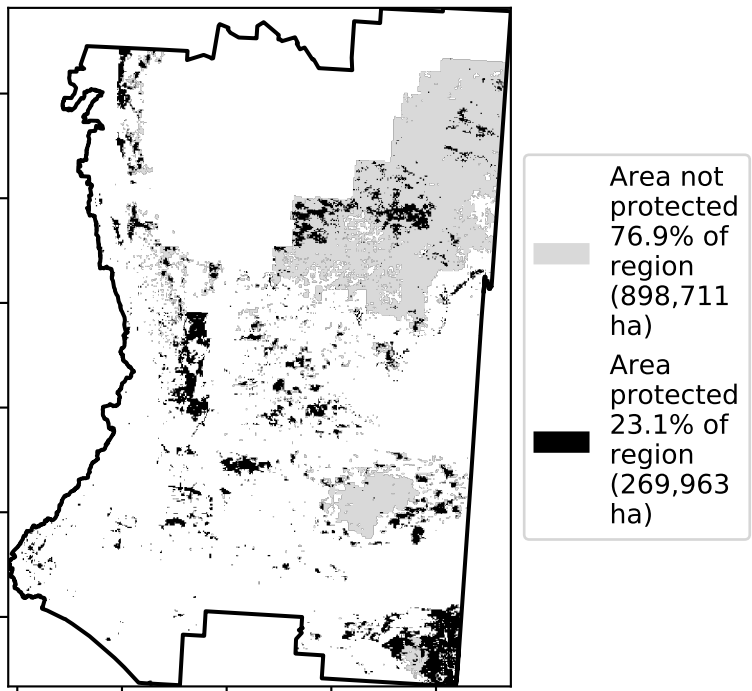 Area not
protected
76.9% of
region
(898,711
ha)
Area
protected
23.1% of
region
(269,963
ha)